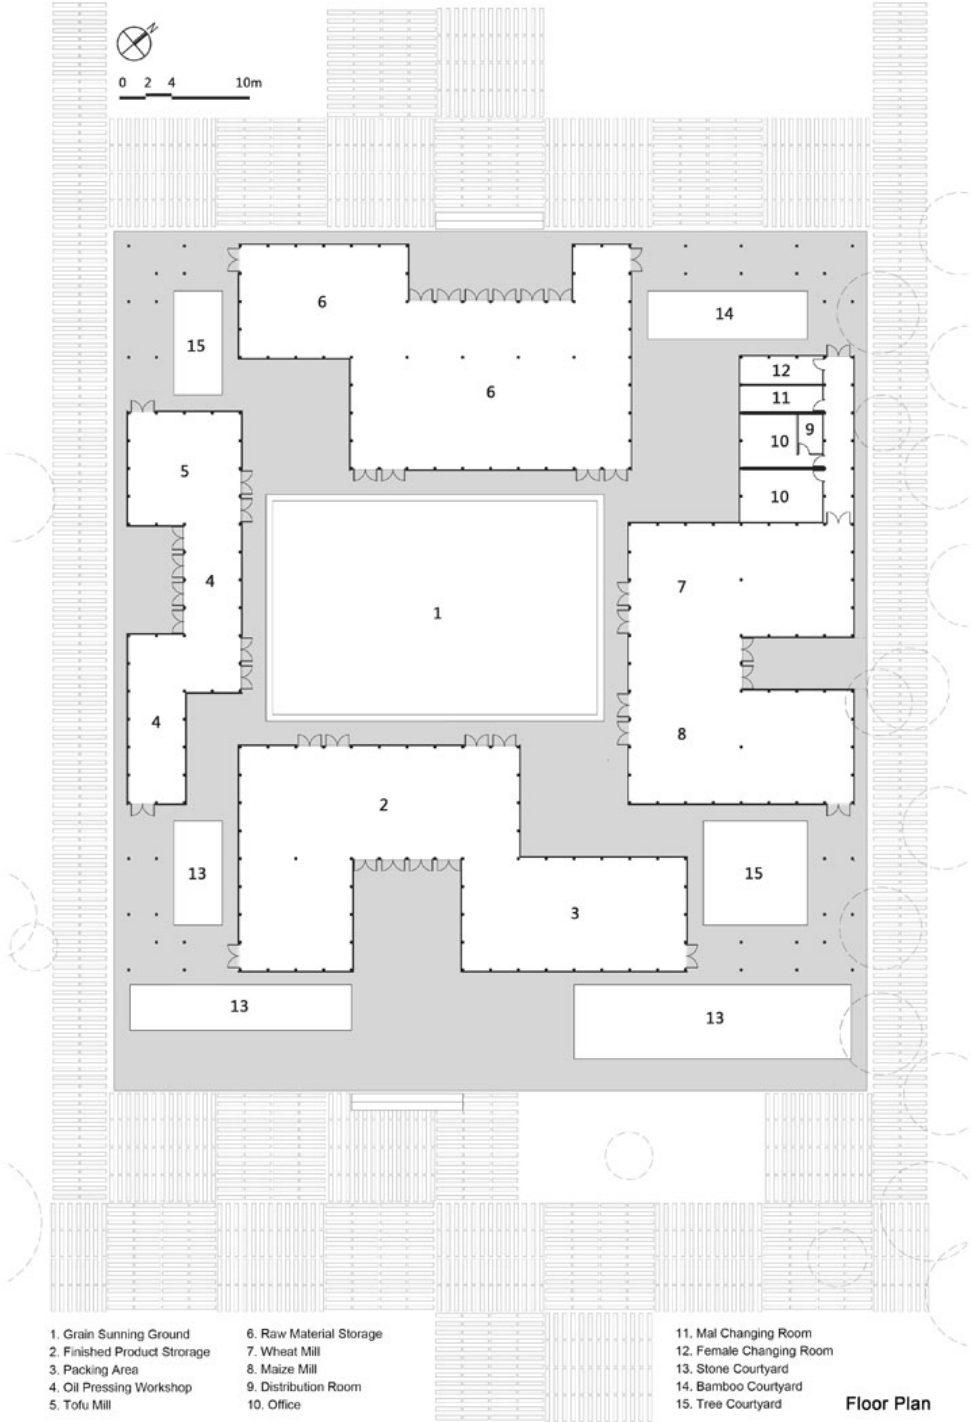 N
0 2 4 10m
6
14
15
12
6
11
9
10
5
10
4
7
1
4
8
2
13
15
3
13
13
1. Grain Sunning Ground
2. Finished Product Strorage
3. Packing Area
4. Oil Pressing Workshop
5. Tofu Mill
6. Raw Material Storage
7. Wheat Mill
8. Maize Mill
9. Distribution Room
10. Office
11. Mal Changing Room
12. Female Changing Room
13. Stone Courtyard
14. Bamboo Courtyard
15. Tree Courtyard
Floor Plan